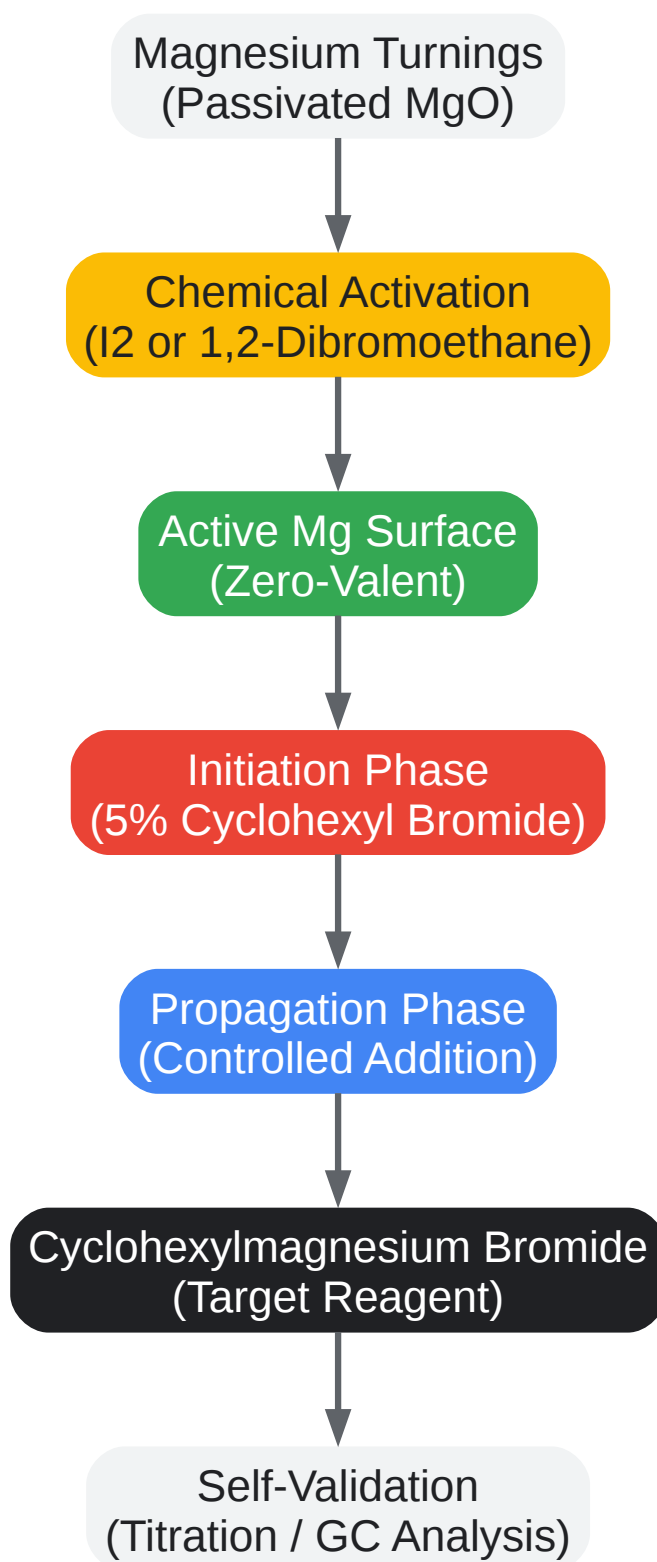 Magnesium Turnings
(Passivated MgO)
Chemical Activation
(I2 or 1,2-Dibromoethane)
Active Mg Surface
(Zero-Valent)
Initiation Phase
(5% Cyclohexyl Bromide)
Propagation Phase
(Controlled Addition)
Cyclohexylmagnesium Bromide
(Target Reagent)
Self-Validation
(Titration / GC Analysis)